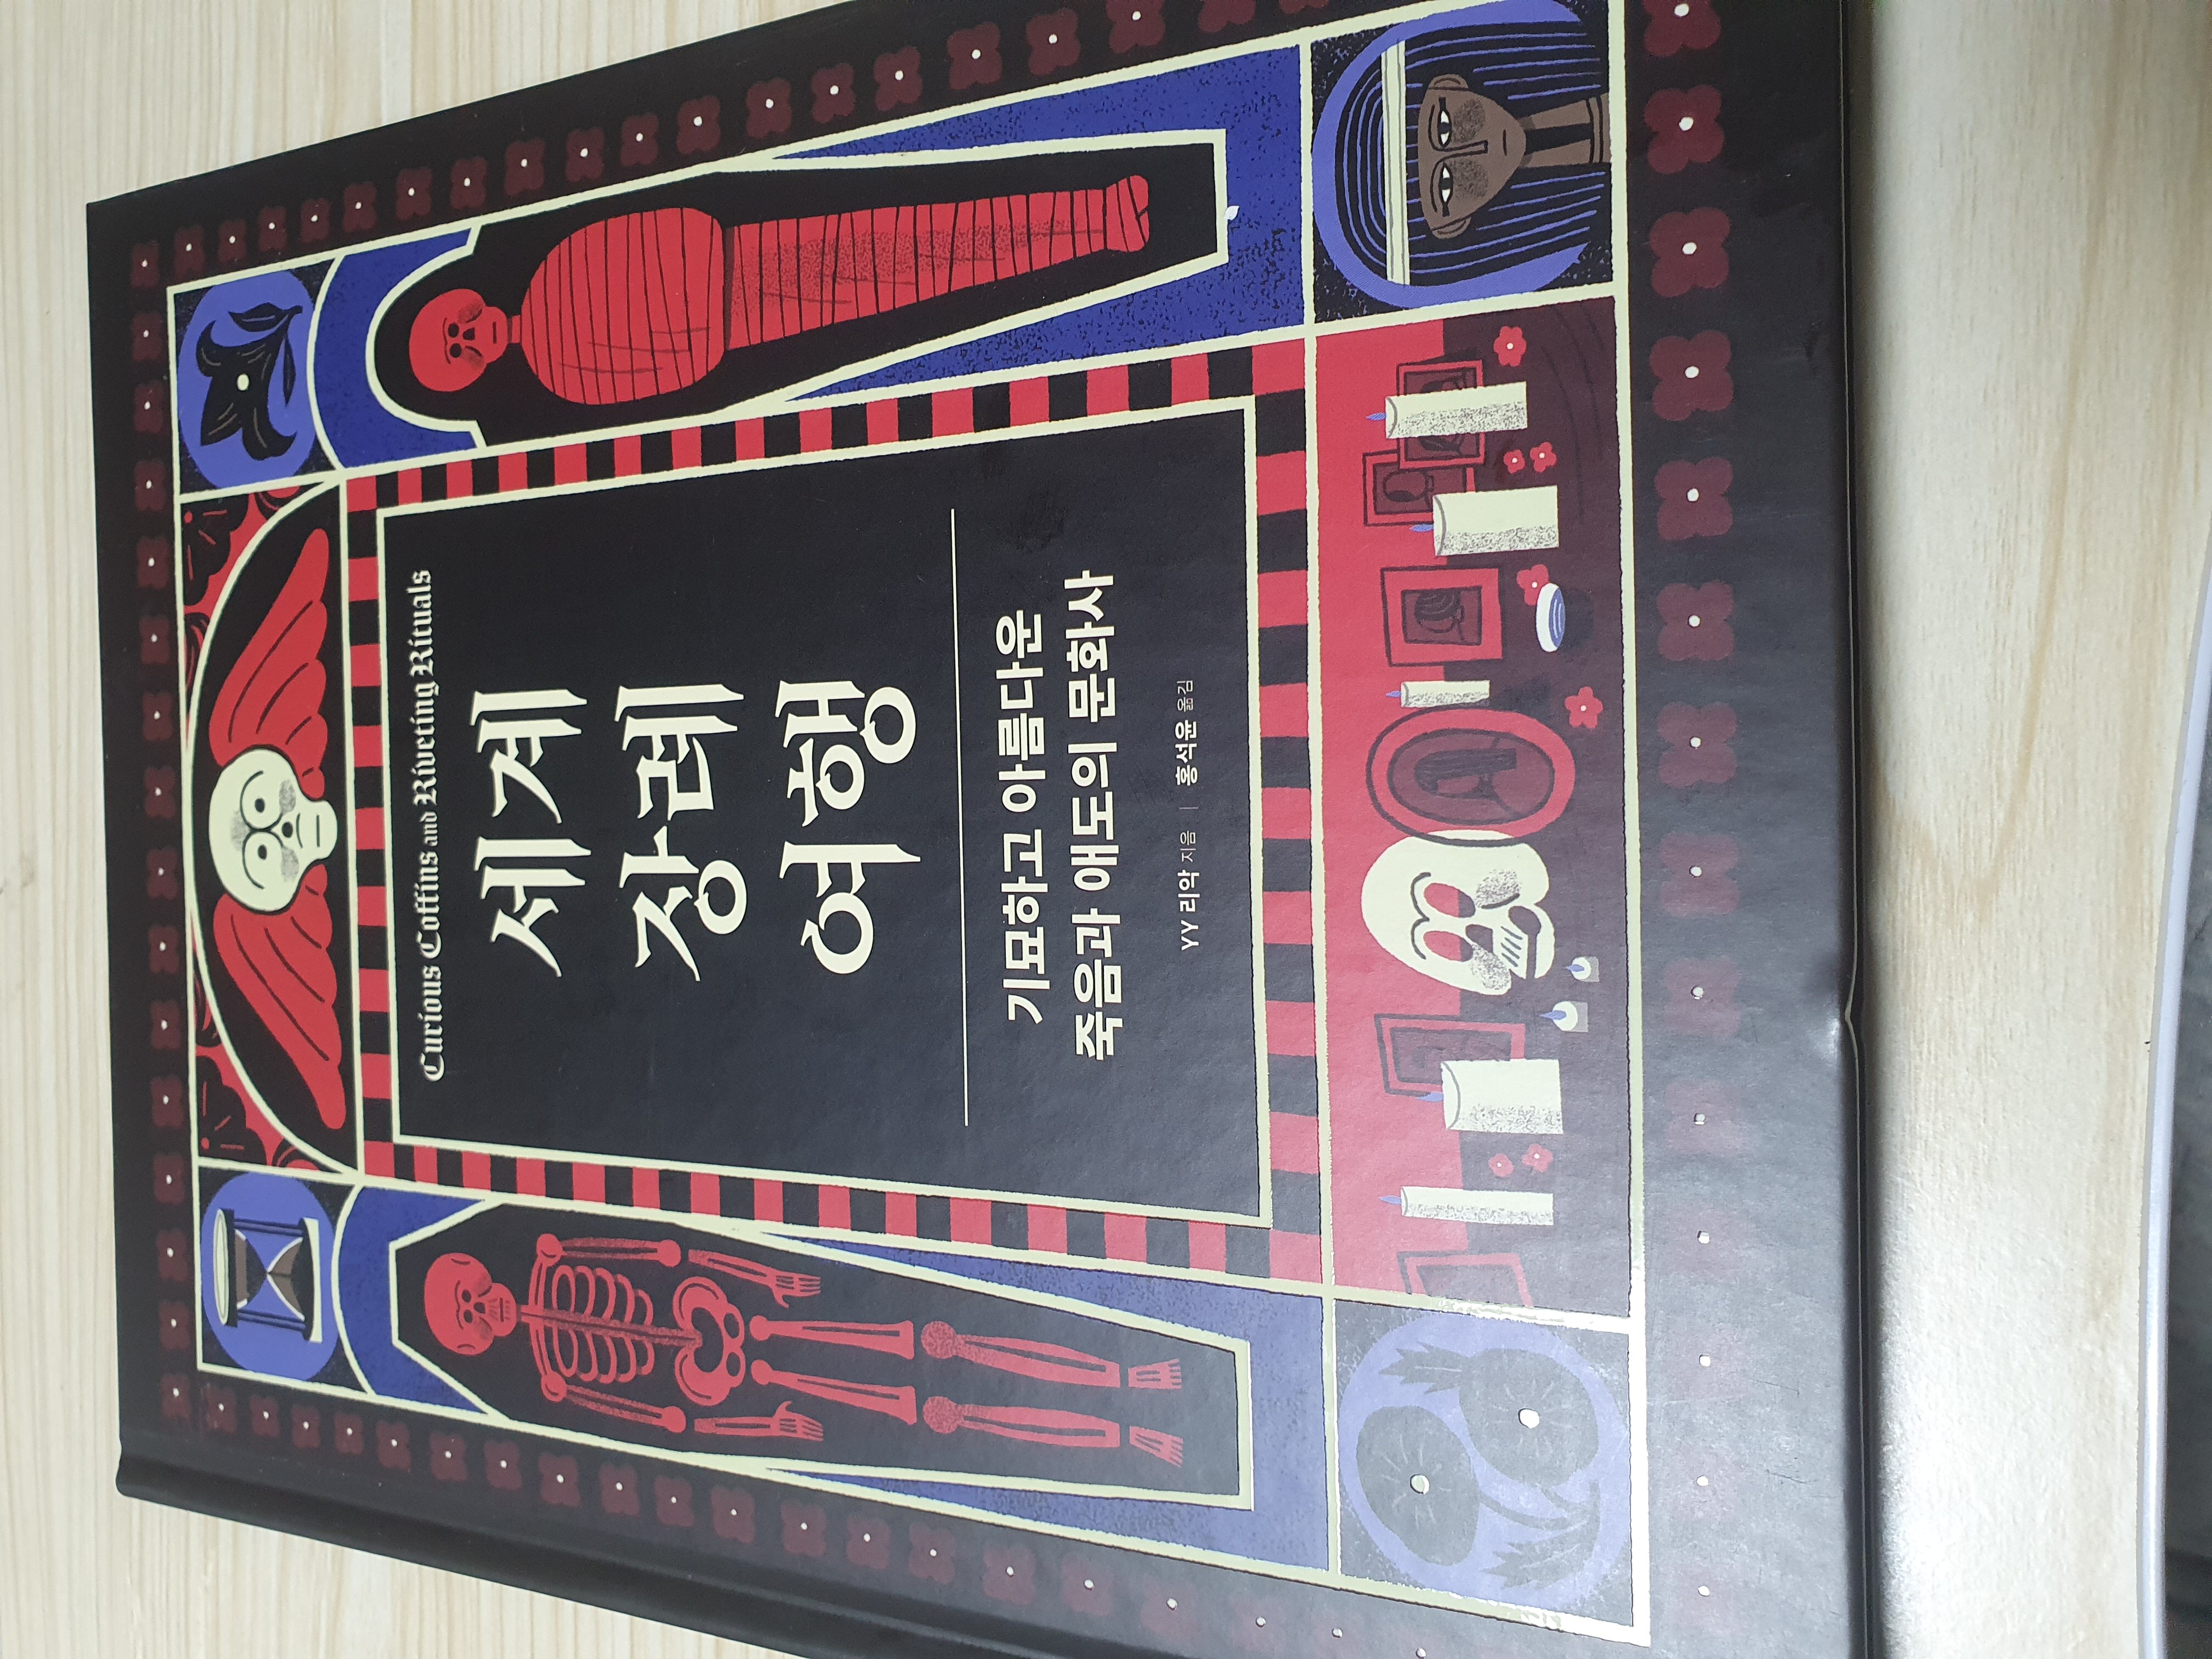 Curious Coffins and Riveting Rituals
세계
장례
여행
기묘하고 아름다운
죽음과 애도의 문화사
YY 리악 지음 | 홍석윤 옮김